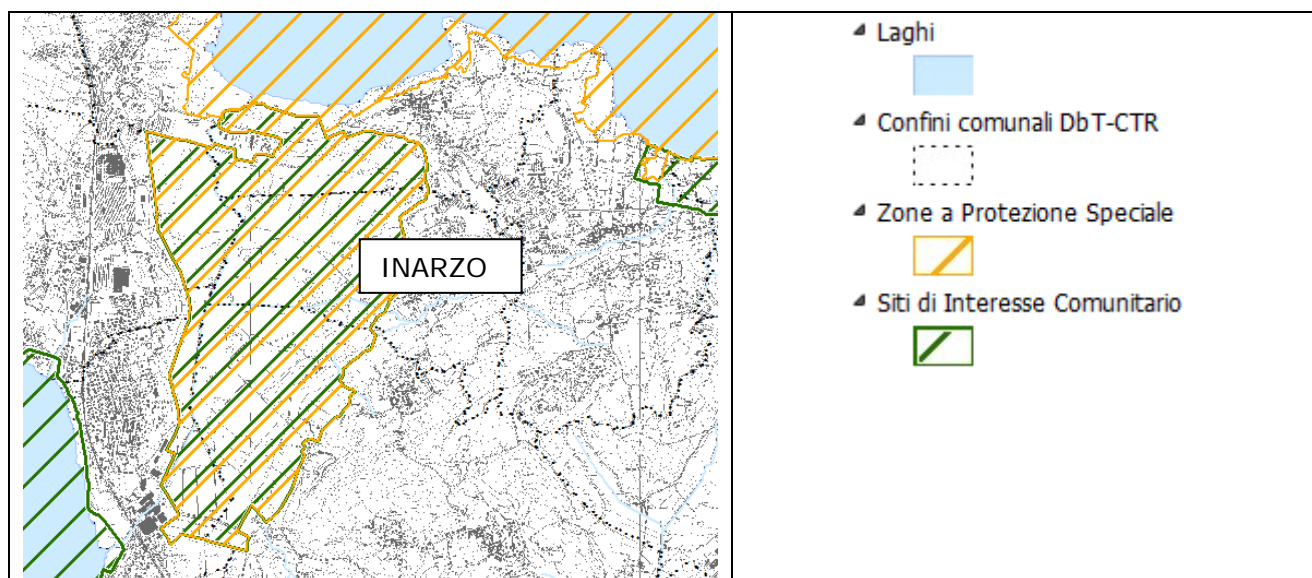 INARZO
Laghi
Confini comunali DbT-CTR
Zone a Protezione Speciale
Siti di Interesse Comunitario